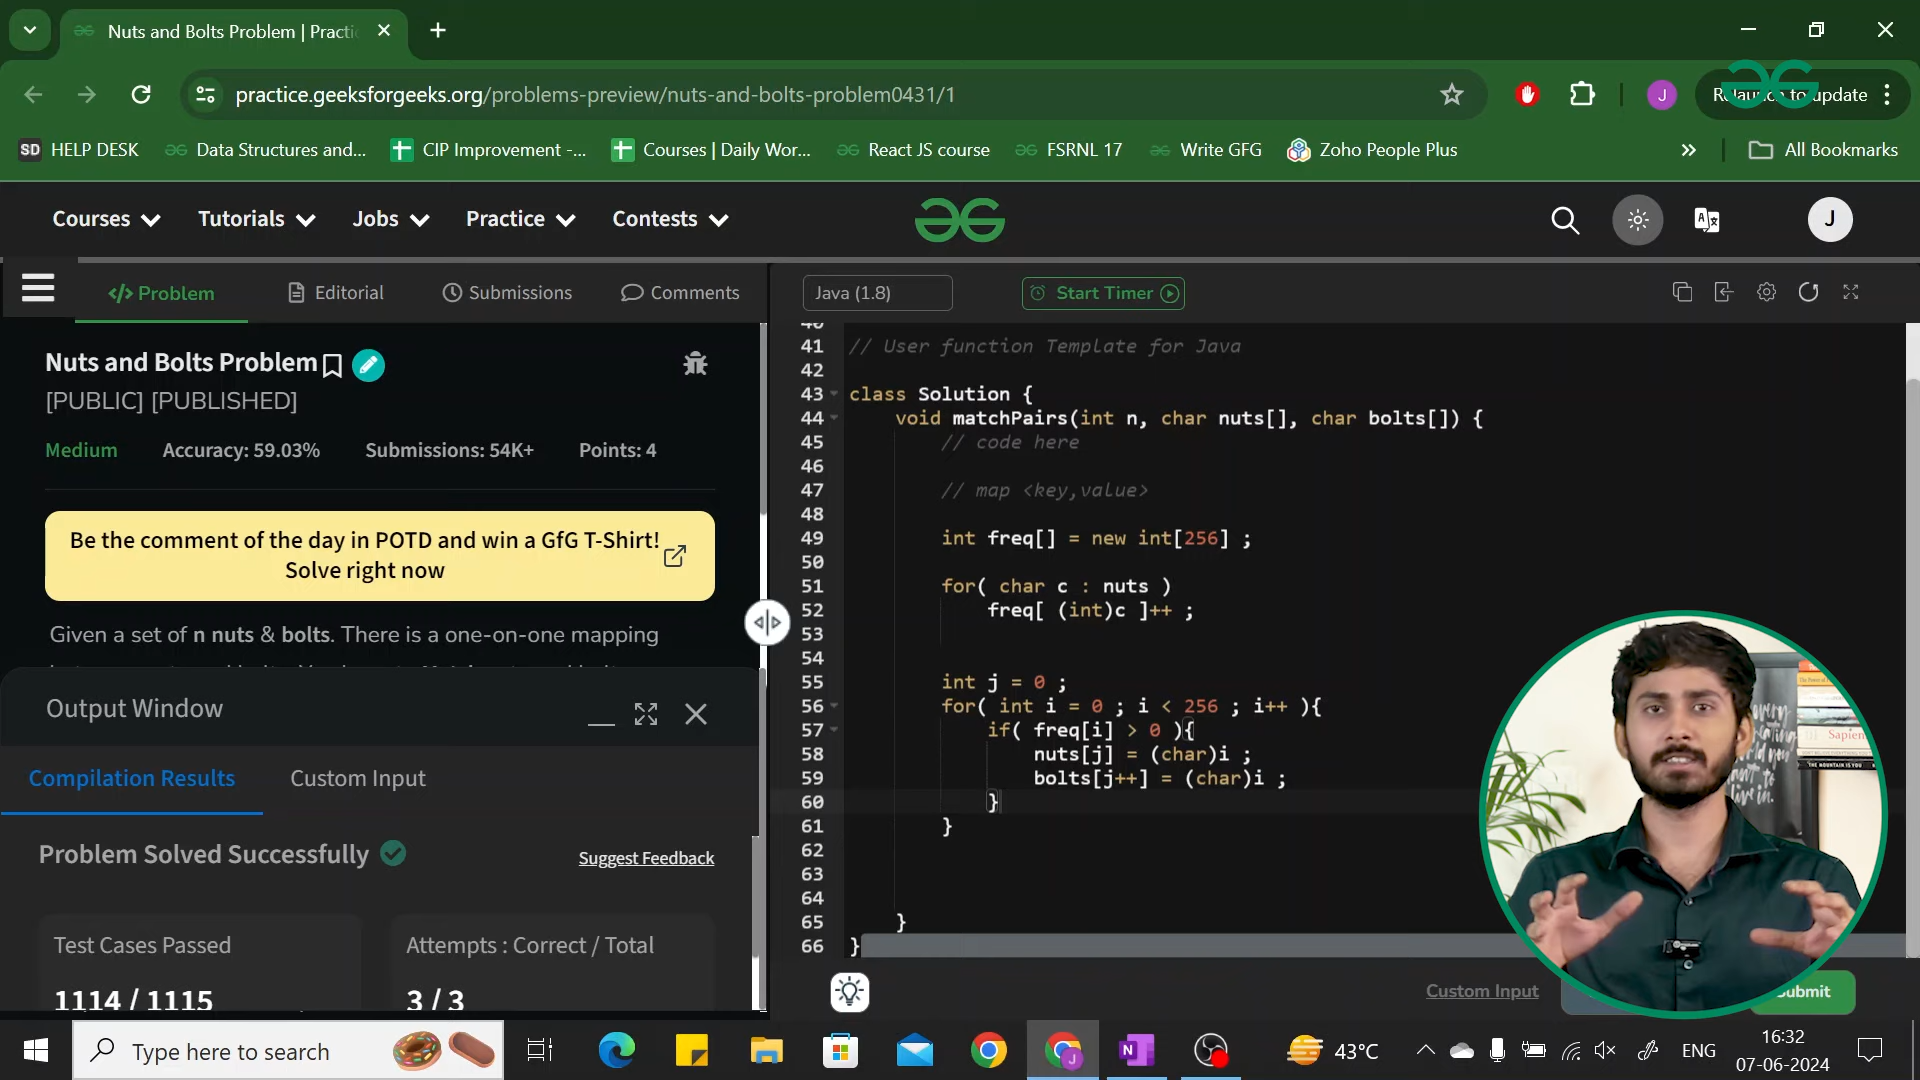 Nuts and Bolts Problem | Practi
practice.geeksforgeeks.org/problems-preview/nuts-and-bolts-problem0431/1
J
Relaunch to update
SD HELP DESK
Data Structures and...
CIP Improvement -...
Courses | Daily Wor...
React JS course
FSRNL 17
Write GFG
Zoho People Plus
All Bookmarks
Courses
Tutorials
Jobs
Practice
Contests
J
</> Problem
Editorial
Submissions
Comments
Java (1.8)
Start Timer
Nuts and Bolts Problem
[PUBLIC] [PUBLISHED]
Medium
Accuracy: 59.03%
Submissions: 54K+
Points: 4
Be the comment of the day in POTD and win a GfG T-Shirt!
Solve right now
Given a set of n nuts & bolts. There is a one-on-one mapping
Output Window
Compilation Results
Custom Input
Problem Solved Successfully
Suggest Feedback
Test Cases Passed
1114 / 1115
Attempts : Correct / Total
3 / 3
40
41 // User function Template for Java
42
43 class Solution {
44 void matchPairs(int n, char nuts[], char bolts[]) {
45 // code here
46
47 // map <key,value>
48
49 int freq[] = new int[256] ;
50
51 for( char c : nuts )
52 freq[ (int)c ]++ ;
53
54
55 int j = 0 ;
56 for( int i = 0 ; i < 256 ; i++ ){
57 if( freq[i] > 0 ){
58 nuts[j] = (char)i ;
59 bolts[j++] = (char)i ;
60 }
61 }
62
63
64
65 }
66 }
Sapien
Custom Input
Submit
Type here to search
43°C
ENG
16:32
07-06-2024